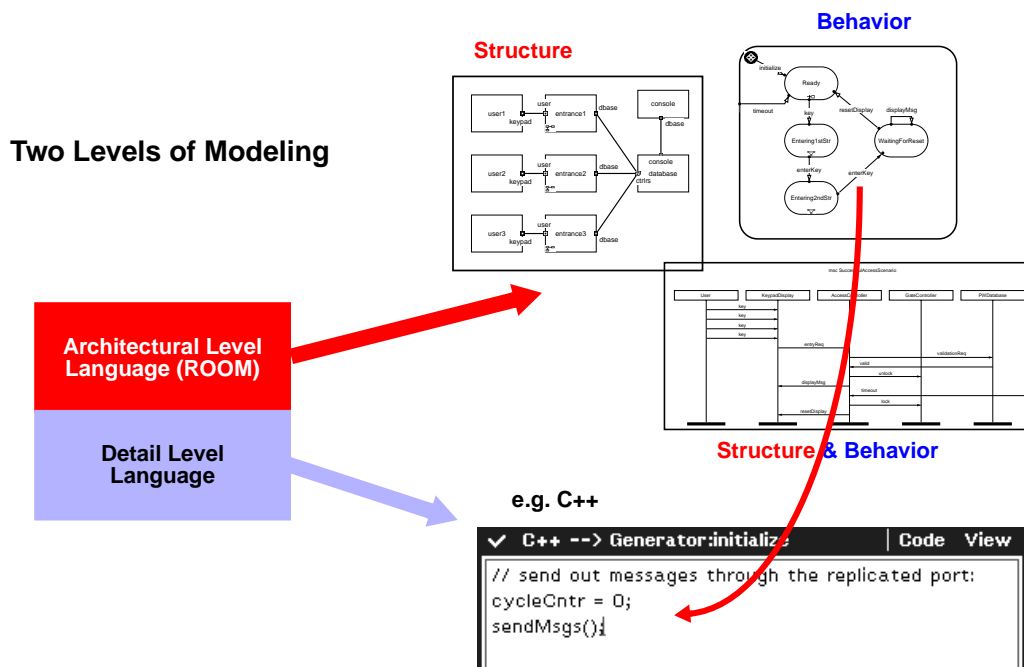 Behavior
Structure
initialize
Ready
timeout
key
resetDisplay
displayMsg
Entering1stStr
WaitingForReset
enterKey
enterKey
Entering2ndStr
user1
keypad
user
entrance1
dbase
console
dbase
user2
keypad
user
entrance2
dbase
console
database
ctrlrs
user3
keypad
user
entrance3
dbase
Two Levels of Modeling
Architectural Level
Language (ROOM)
Detail Level
Language
msc SuccessfulAccessScenario
User
KeypadDisplay
AccessController
GateController
PWDatabase
key
key
key
key
entryReq
validationReq
valid
unlock
displayMsg
timeout
lock
resetDisplay
Structure & Behavior
e.g. C++
C++ --> Generator:initialize
Code View
// send out messages through the replicated port:
cycleCntr = 0;
sendMsgs();